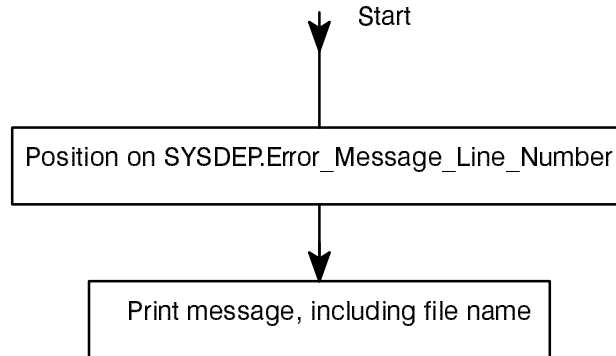 Start
Position on SYSDEP.Error_Message_Line_Number
Print message, including file name